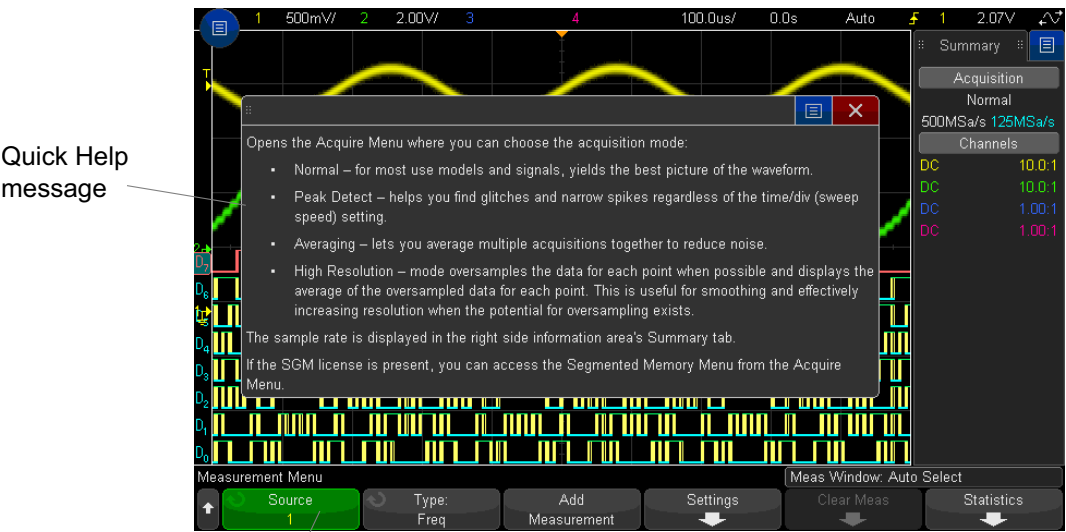 1 500mV/ 2 2.00V/ 3 4 100.0us/ 0.0s Auto 1 2.07V
Summary
Acquisition
Normal
500MSa/s 125MSa/s
Channels
DC 10.0:1
DC 10.0:1
DC 1.00:1
DC 1.00:1
Quick Help
message
T
Opens the Acquire Menu where you can choose the acquisition mode:
• Normal – for most use models and signals, yields the best picture of the waveform.
• Peak Detect – helps you find glitches and narrow spikes regardless of the time/div (sweep
speed) setting.
• Averaging – lets you average multiple acquisitions together to reduce noise.
• High Resolution – mode oversamples the data for each point when possible and displays the
average of the oversampled data for each point. This is useful for smoothing and effectively
increasing resolution when the potential for oversampling exists.
The sample rate is displayed in the right side information area's Summary tab.
If the SGM license is present, you can access the Segmented Memory Menu from the Acquire
Menu.
2
D7
D6
D4
D3
D2
D1
D0
Measurement Menu
Meas Window: Auto Select
Source
1
Type:
Freq
Add
Measurement
Settings
Clear Meas
Statistics